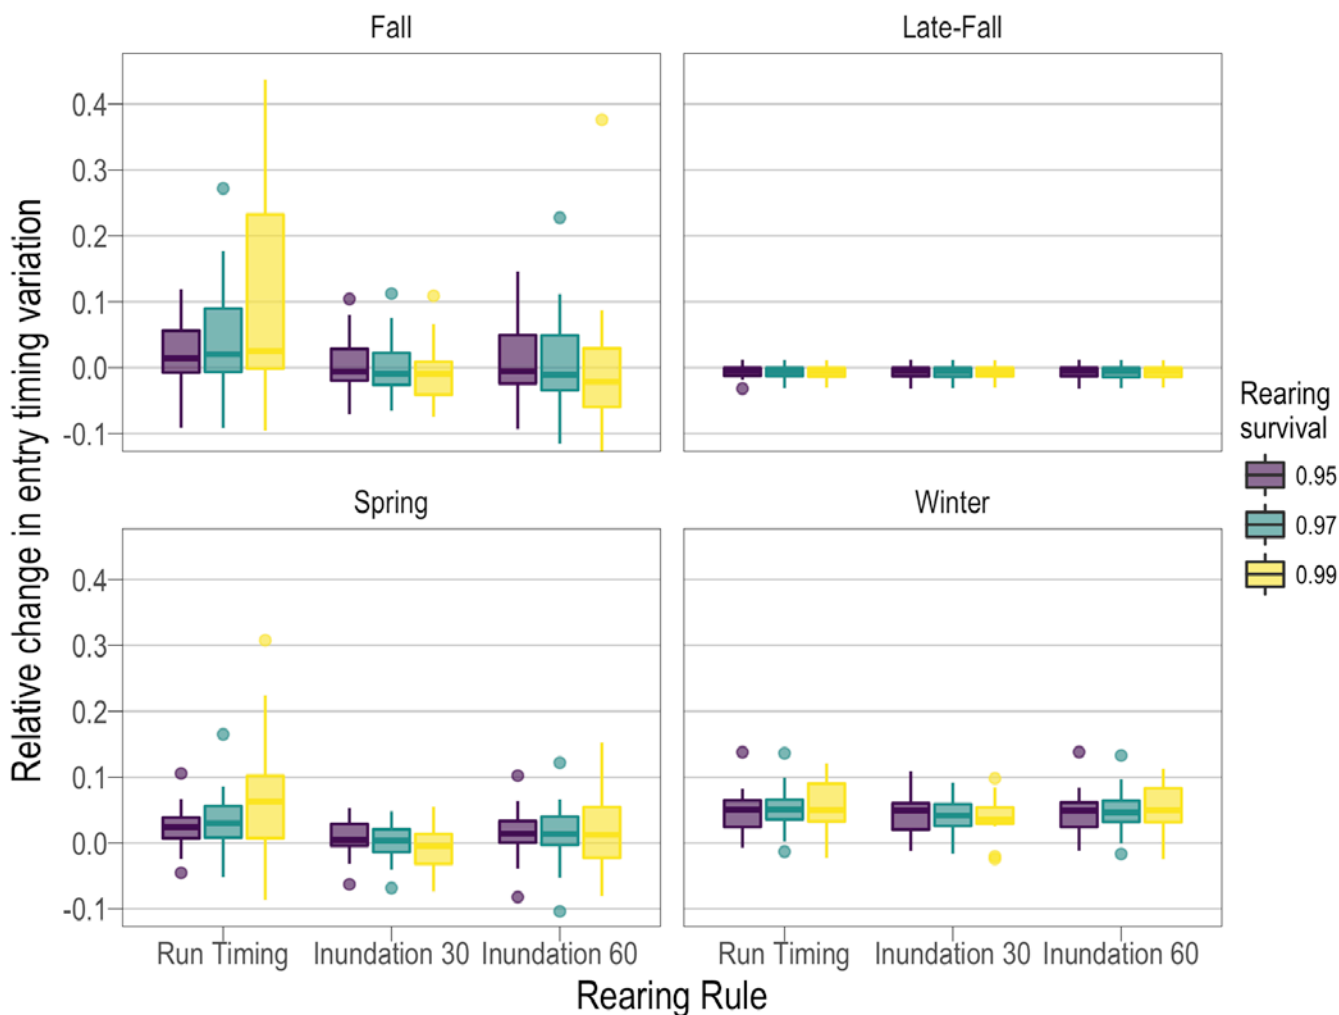 Fall
Late-Fall
Relative change in entry timing variation
0.4
0.3
0.2
0.1
0.0
-0.1
Spring
Winter
0.4
0.3
0.2
0.1
0.0
-0.1
Run Timing
Inundation 30
Inundation 60
Run Timing
Inundation 30
Inundation 60
Rearing Rule
Rearing
survival
0.95
0.97
0.99